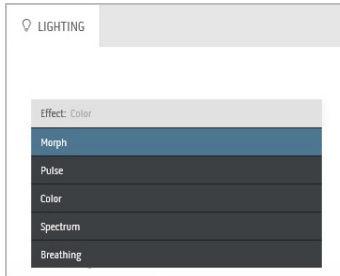 LIGHTING
Effect: Color
Morph
Pulse
Color
Spectrum
Breathing